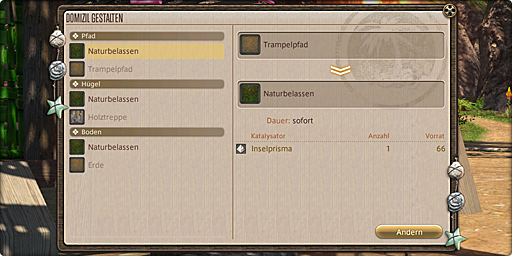 DOMIZIL GESTALTEN
Pfad
Naturbelassen
Trampelpfad
Hügel
Naturbelassen
Holztreppe
Boden
Naturbelassen
Erde
Trampelpfad
Naturbelassen
Dauer: sofort
Katalysator Anzahl Vorrat
Inselprisma 1 66
Ändern